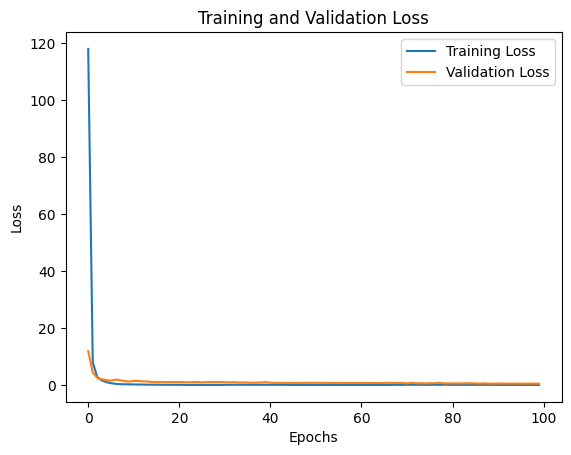 Training and Validation Loss
Training Loss
Validation Loss
120
100
80
60
40
20
0
Loss
0 20 40 60 80 100
Epochs